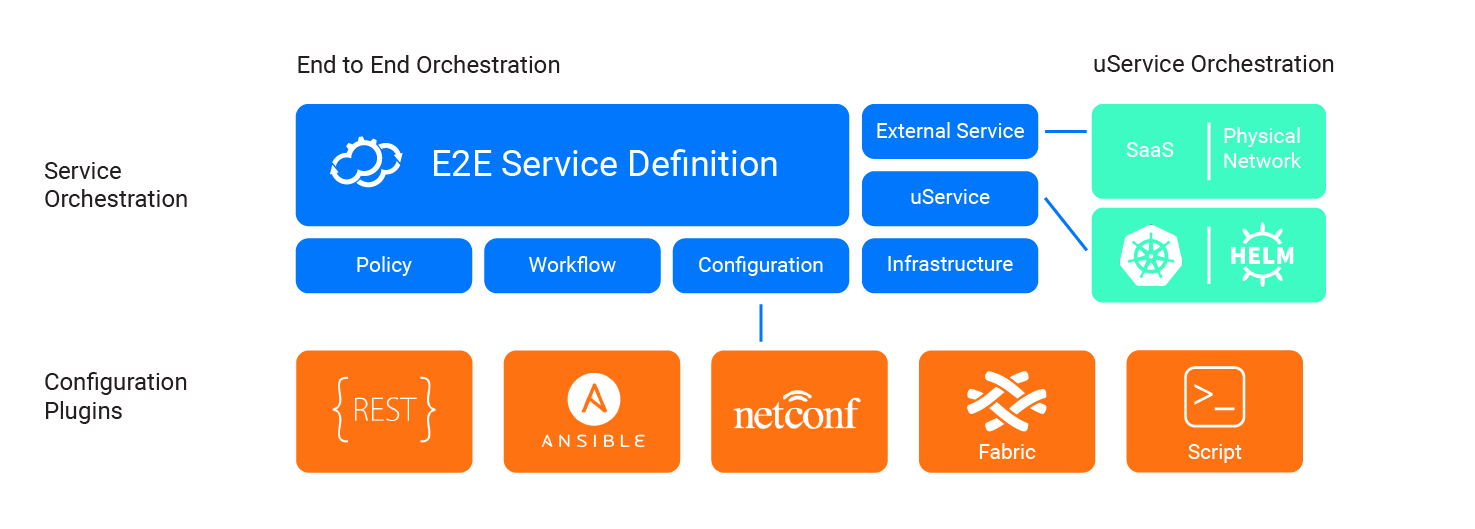 End to End Orchestration
uService Orchestration
Service
Orchestration
E2E Service Definition
External Service
uService
SaaS
Physical
Network
Policy
Workflow
Configuration
Infrastructure
HELM
Configuration
Plugins
{REST}
ANSIBLE
netconf
Fabric
>_
Script